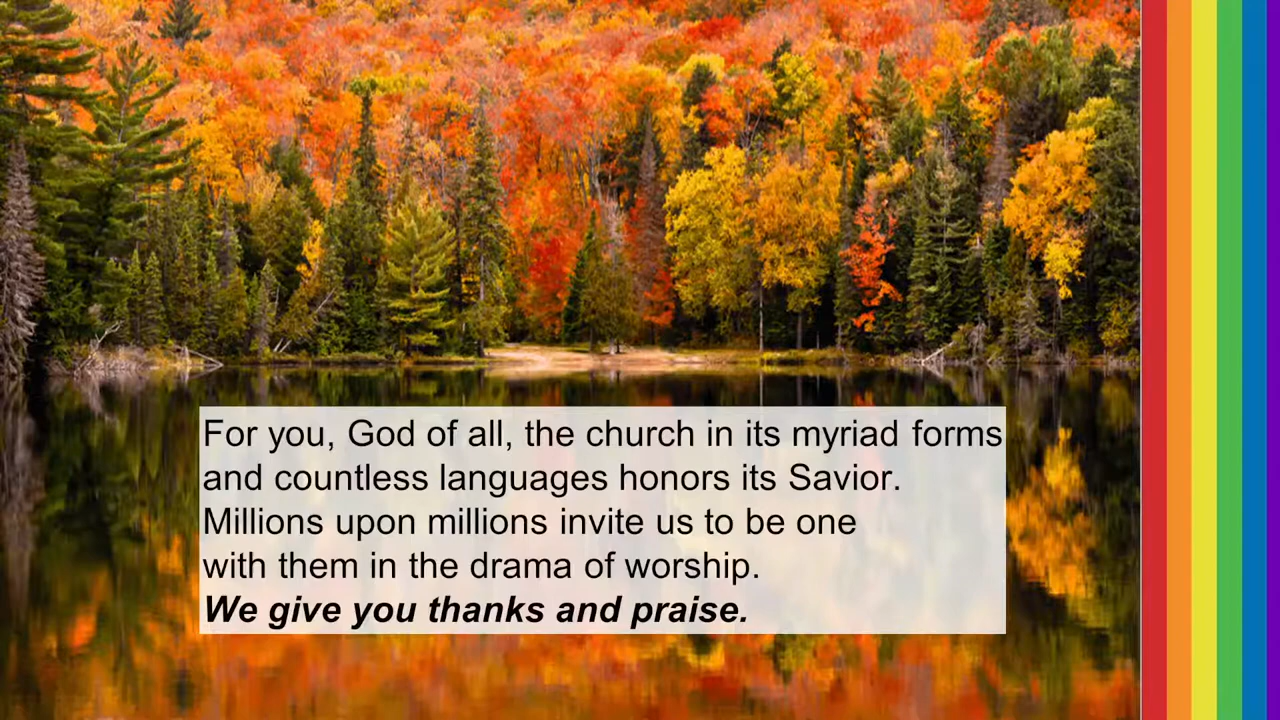 For you, God of all, the church in its myriad forms
and countless languages honors its Savior.
Millions upon millions invite us to be one
with them in the drama of worship.
We give you thanks and praise.